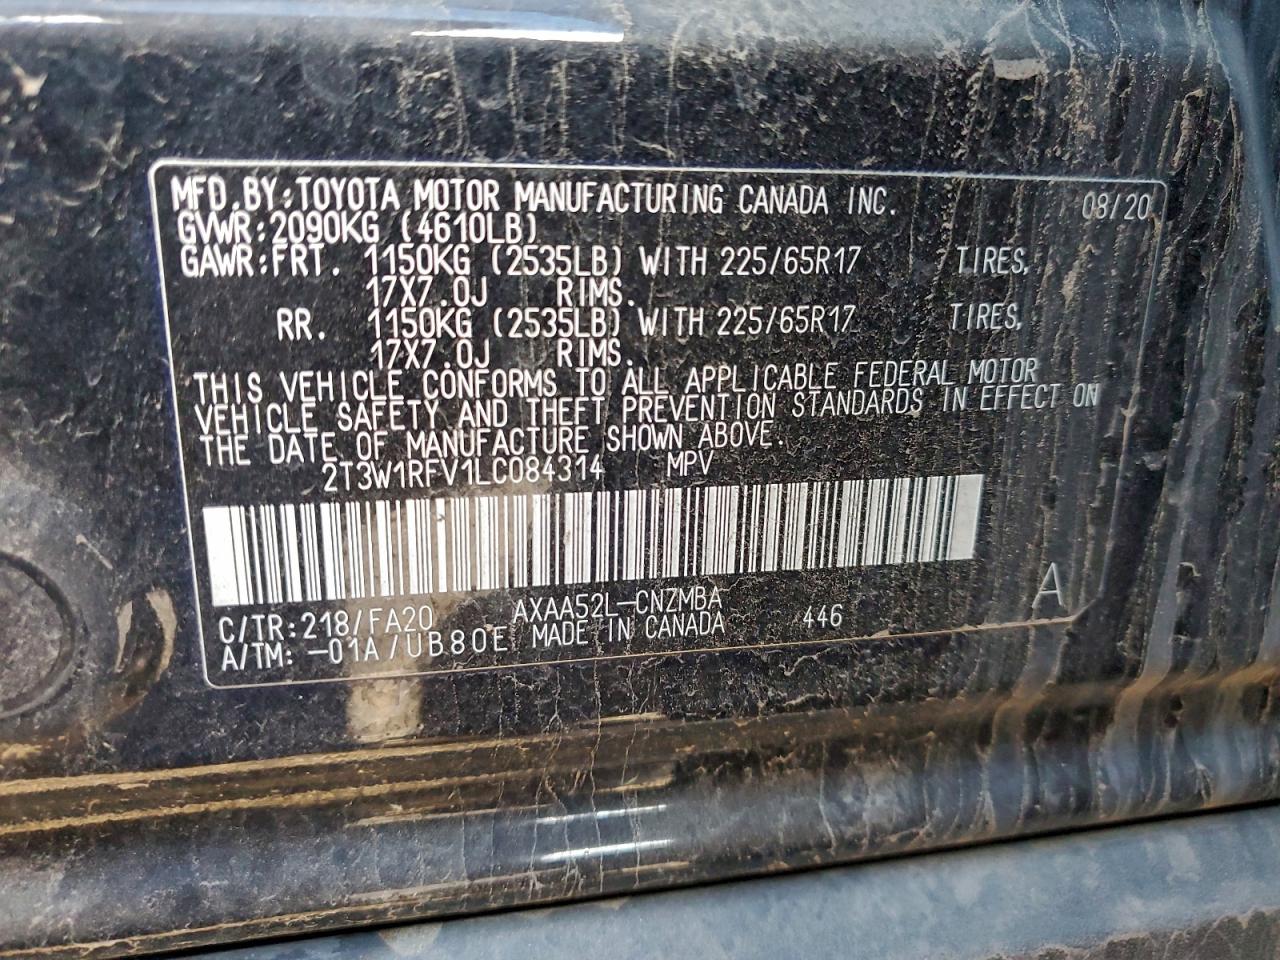 MFD.BY:TOYOTA MOTOR MANUFACTURING CANADA INC. 08/20
GVWR:2090KG (4610LB)
GAWR:FRT. 1150KG (2535LB) WITH 225/65R17 TIRES,
17X7.0J RIMS.
RR. 1150KG (2535LB) WITH 225/65R17 TIRES,
17X7.0J RIMS.
THIS VEHICLE CONFORMS TO ALL APPLICABLE FEDERAL MOTOR
VEHICLE SAFETY AND THEFT PREVENTION STANDARDS IN EFFECT ON
THE DATE OF MANUFACTURE SHOWN ABOVE.
2T3W1RFV1LC084314 MPV
C/TR:218/FA20 AXAA52L-CNZMBA 446 A
A/TM:-01A/UB80E MADE IN CANADA